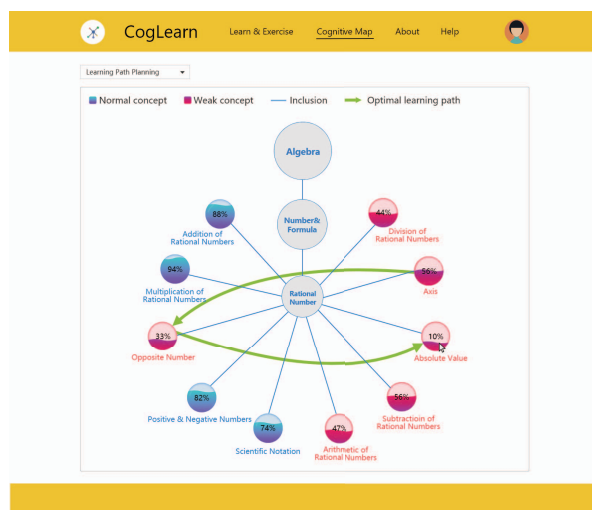 CogLearn
Learn & Exercise
Cognitive Map
About
Help
Learning Path Planning
Normal concept
Weak concept
Inclusion
Optimal learning path
Algebra
Number&
Formula
Rational
Number
88%
Addition of
Rational Numbers
44%
Division of
Rational Numbers
94%
Multiplication of
Rational Numbers
56%
Axis
33%
Opposite Number
10%
Absolute Value
82%
Positive & Negative Numbers
56%
Subtractioin of
Rational Numbers
74%
Scientific Notation
47%
Arithmetic of
Rational Numbers